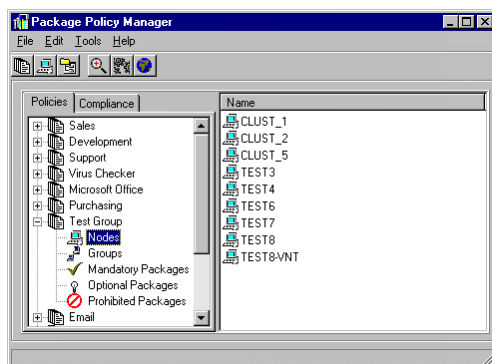 Package Policy Manager
File Edit Tools Help
Policies Compliance
Sales
Development
Support
Virus Checker
Microsoft Office
Purchasing
Test Group
Nodes
Groups
Mandatory Packages
Optional Packages
Prohibited Packages
Email
Name
CLUST_1
CLUST_2
CLUST_5
TEST3
TEST4
TEST6
TEST7
TEST8
TEST8-VNT